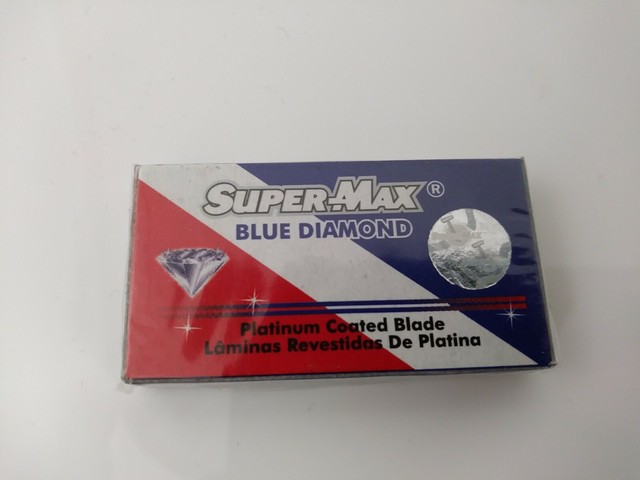 SUPER-MAX ®
BLUE DIAMOND
Platinum Coated Blade
Lâminas Revestidas De Platina